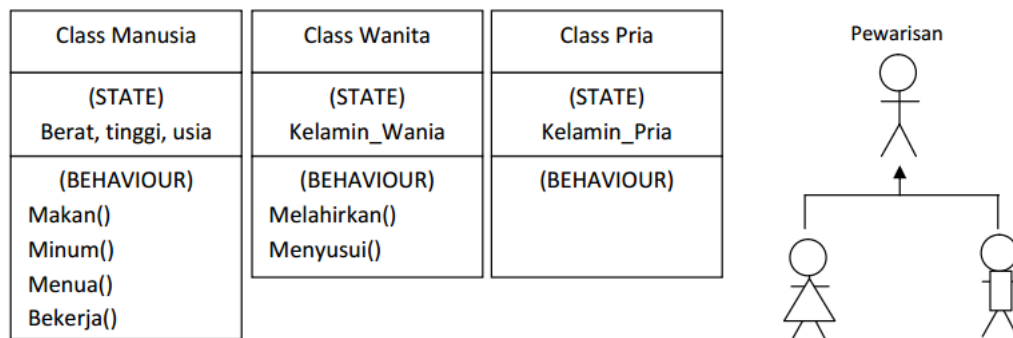 Class Manusia
(STATE)
Berat, tinggi, usia
(BEHAVIOUR)
Makan()
Minum()
Menua()
Bekerja()
Class Wanita
(STATE)
Kelamin_Wania
(BEHAVIOUR)
Melahirkan()
Menyusui()
Class Pria
(STATE)
Kelamin_Pria
(BEHAVIOUR)
Pewarisan